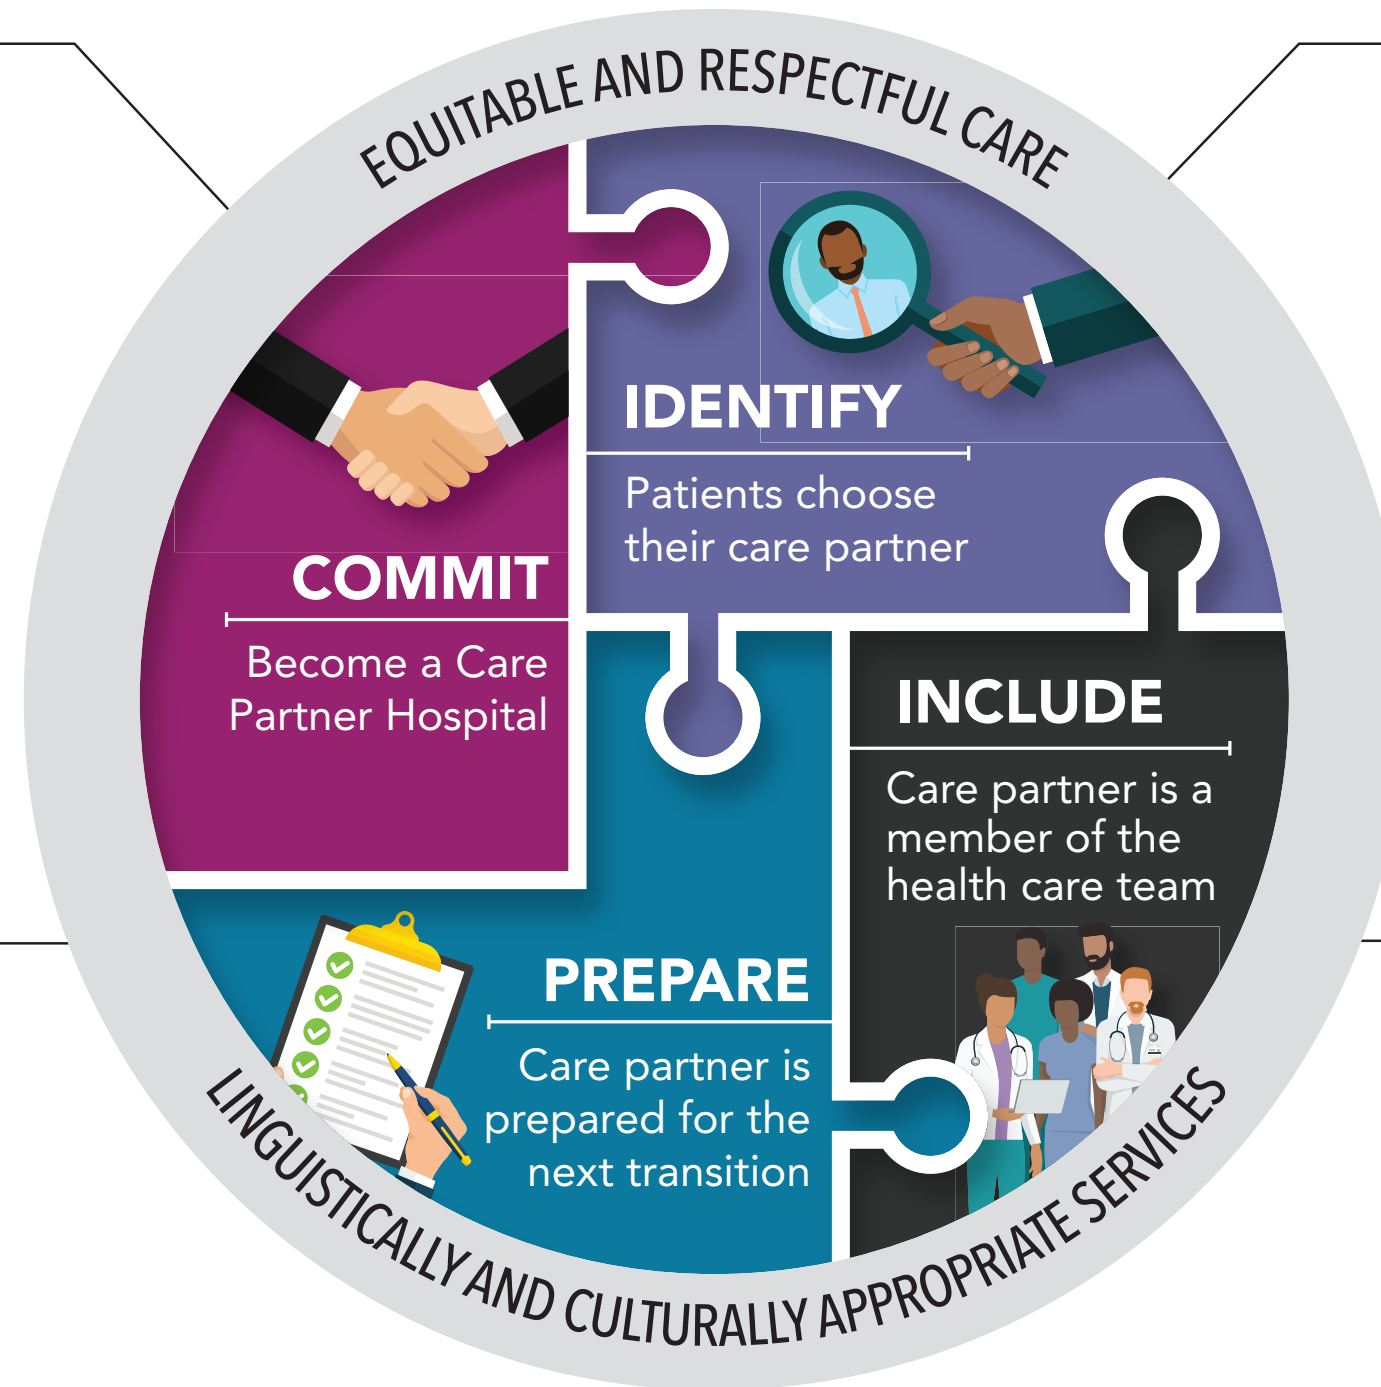 EQUITABLE AND RESPECTFUL CARE
COMMIT
Become a Care
Partner Hospital
IDENTIFY
Patients choose
their care partner
INCLUDE
Care partner is a
member of the
health care team
PREPARE
Care partner is
prepared for the
next transition
LINGUISTICALLY AND CULTURALLY APPROPRIATE SERVICES